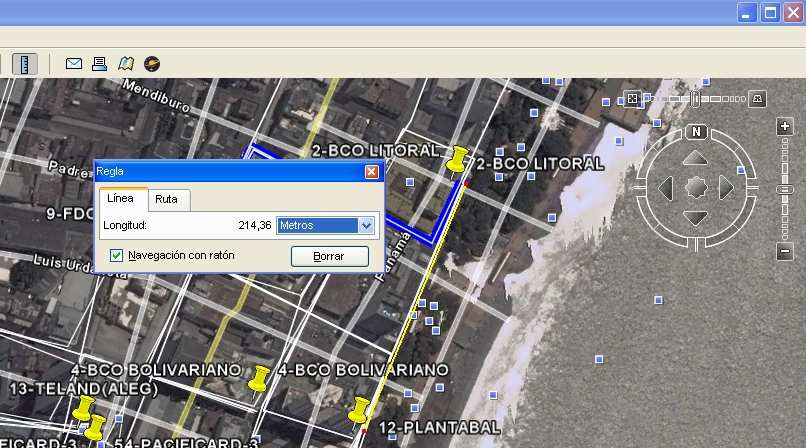 Mendiburo
2-BCO LITORAL
2-BCO LITORAL
N
Padre
Regla
Línea
Ruta
9-FDO
Longitud:
214,36
Metros
Navegación con ratón
Borrar
Panamá
Luis Urda
4-BCO BOLIVARIANO
4-BCO BOLIVARIANO
13-TELAND(ALEG)
12-PLANTABAL
FICARD-3
54-PACIFICARD-3